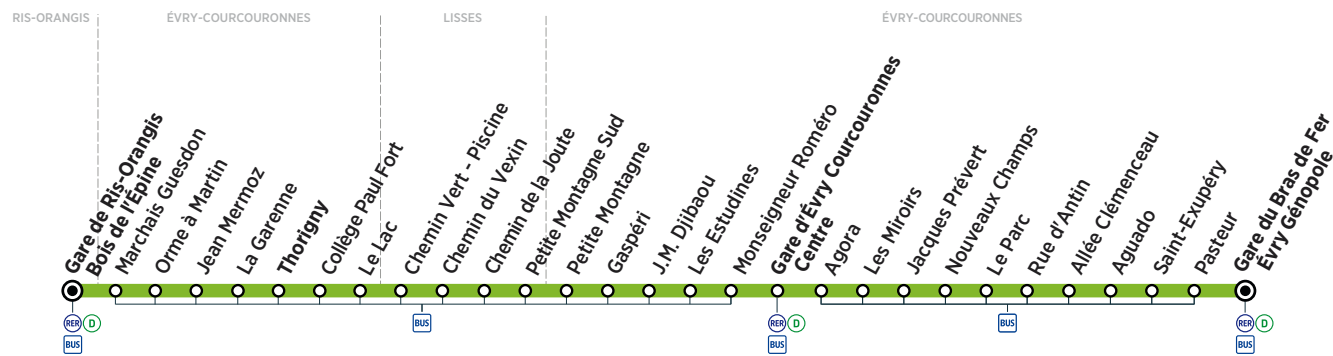 RIS-ORANGIS
ÉVRY-COURCOURONNES
LISSES
ÉVRY-COURCOURONNES
Gare de Ris-Orangis
Bois de l'Épine
Marchais Guesdon
Orme à Martin
Jean Mermoz
La Garenne
Thorigny
Collège Paul Fort
Le Lac
Chemin Vert - Piscine
Chemin du Vexin
Chemin de la Joute
Petite Montagne Sud
Petite Montagne
Gaspéri
J.M. Djibaou
Les Estudines
Monseigneur Roméro
Gare d'Évry Courcouronnes
Centre
Agora
Les Miroirs
Jacques Prévert
Nouveaux Champs
Le Parc
Rue d'Antin
Allée Clémenceau
Aguado
Saint-Exupéry
Pasteur
Gare du Bras de Fer
Évry Génopole
RER D
BUS
BUS
RER D
BUS
BUS
RER D
BUS